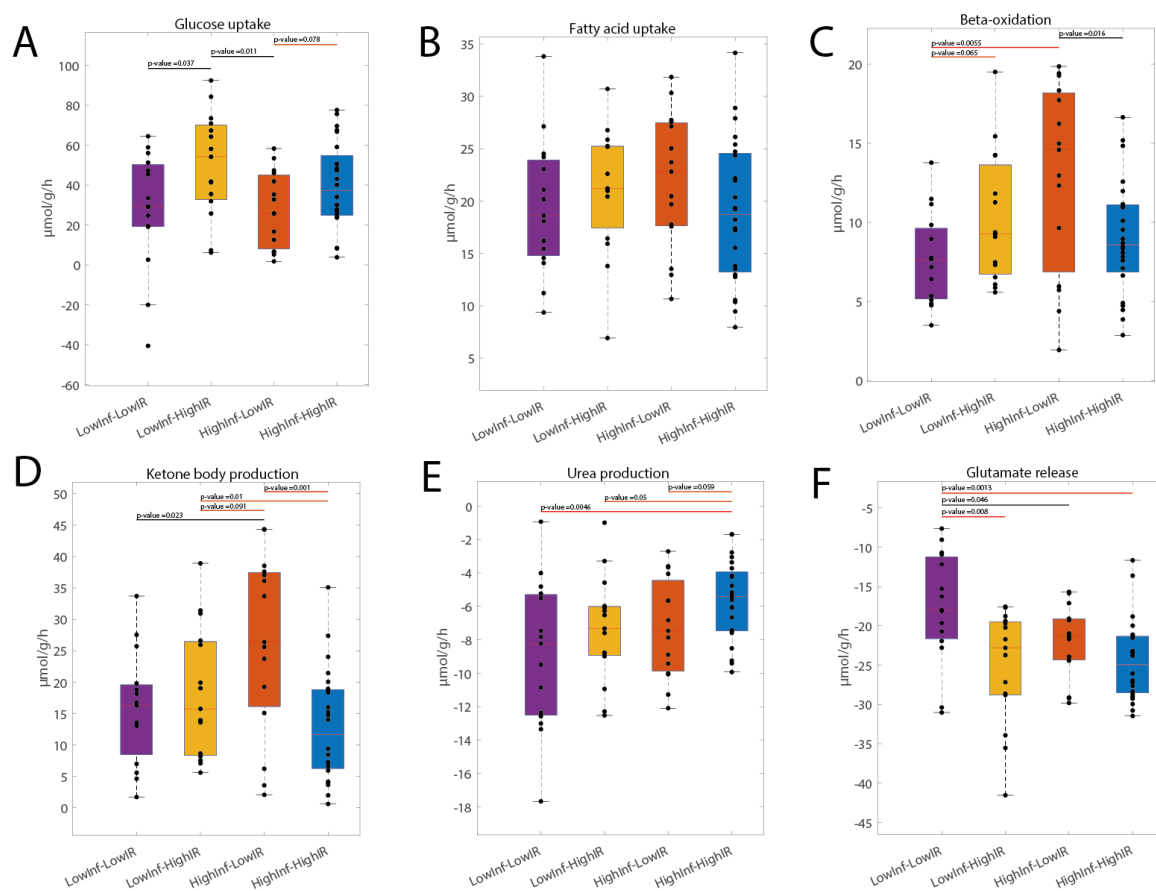 A
Glucose uptake
p-value =0.078
p-value =0.011
p-value =0.037
μmol/g/h
100
80
60
40
20
0
-20
-40
-60
LowInf-LowIR
LowInf-HighIR
HighInf-LowIR
HighInf-HighIR
B
Fatty acid uptake
μmol/g/h
35
30
25
20
15
10
5
LowInf-LowIR
LowInf-HighIR
HighInf-LowIR
HighInf-HighIR
C
Beta-oxidation
p-value =0.016
p-value =0.0055
p-value =0.065
μmol/g/h
20
15
10
5
0
LowInf-LowIR
LowInf-HighIR
HighInf-LowIR
HighInf-HighIR
D
Ketone body production
p-value =0.001
p-value =0.01
p-value =0.091
p-value =0.023
μmol/g/h
50
45
40
35
30
25
20
15
10
5
0
LowInf-LowIR
LowInf-HighIR
HighInf-LowIR
HighInf-HighIR
E
Urea production
p-value =0.059
p-value =0.05
p-value =0.0046
μmol/g/h
0
-2
-4
-6
-8
-10
-12
-14
-16
-18
LowInf-LowIR
LowInf-HighIR
HighInf-LowIR
HighInf-HighIR
F
Glutamate release
p-value =0.0013
p-value =0.046
p-value =0.008
μmol/g/h
-5
-10
-15
-20
-25
-30
-35
-40
-45
LowInf-LowIR
LowInf-HighIR
HighInf-LowIR
HighInf-HighIR